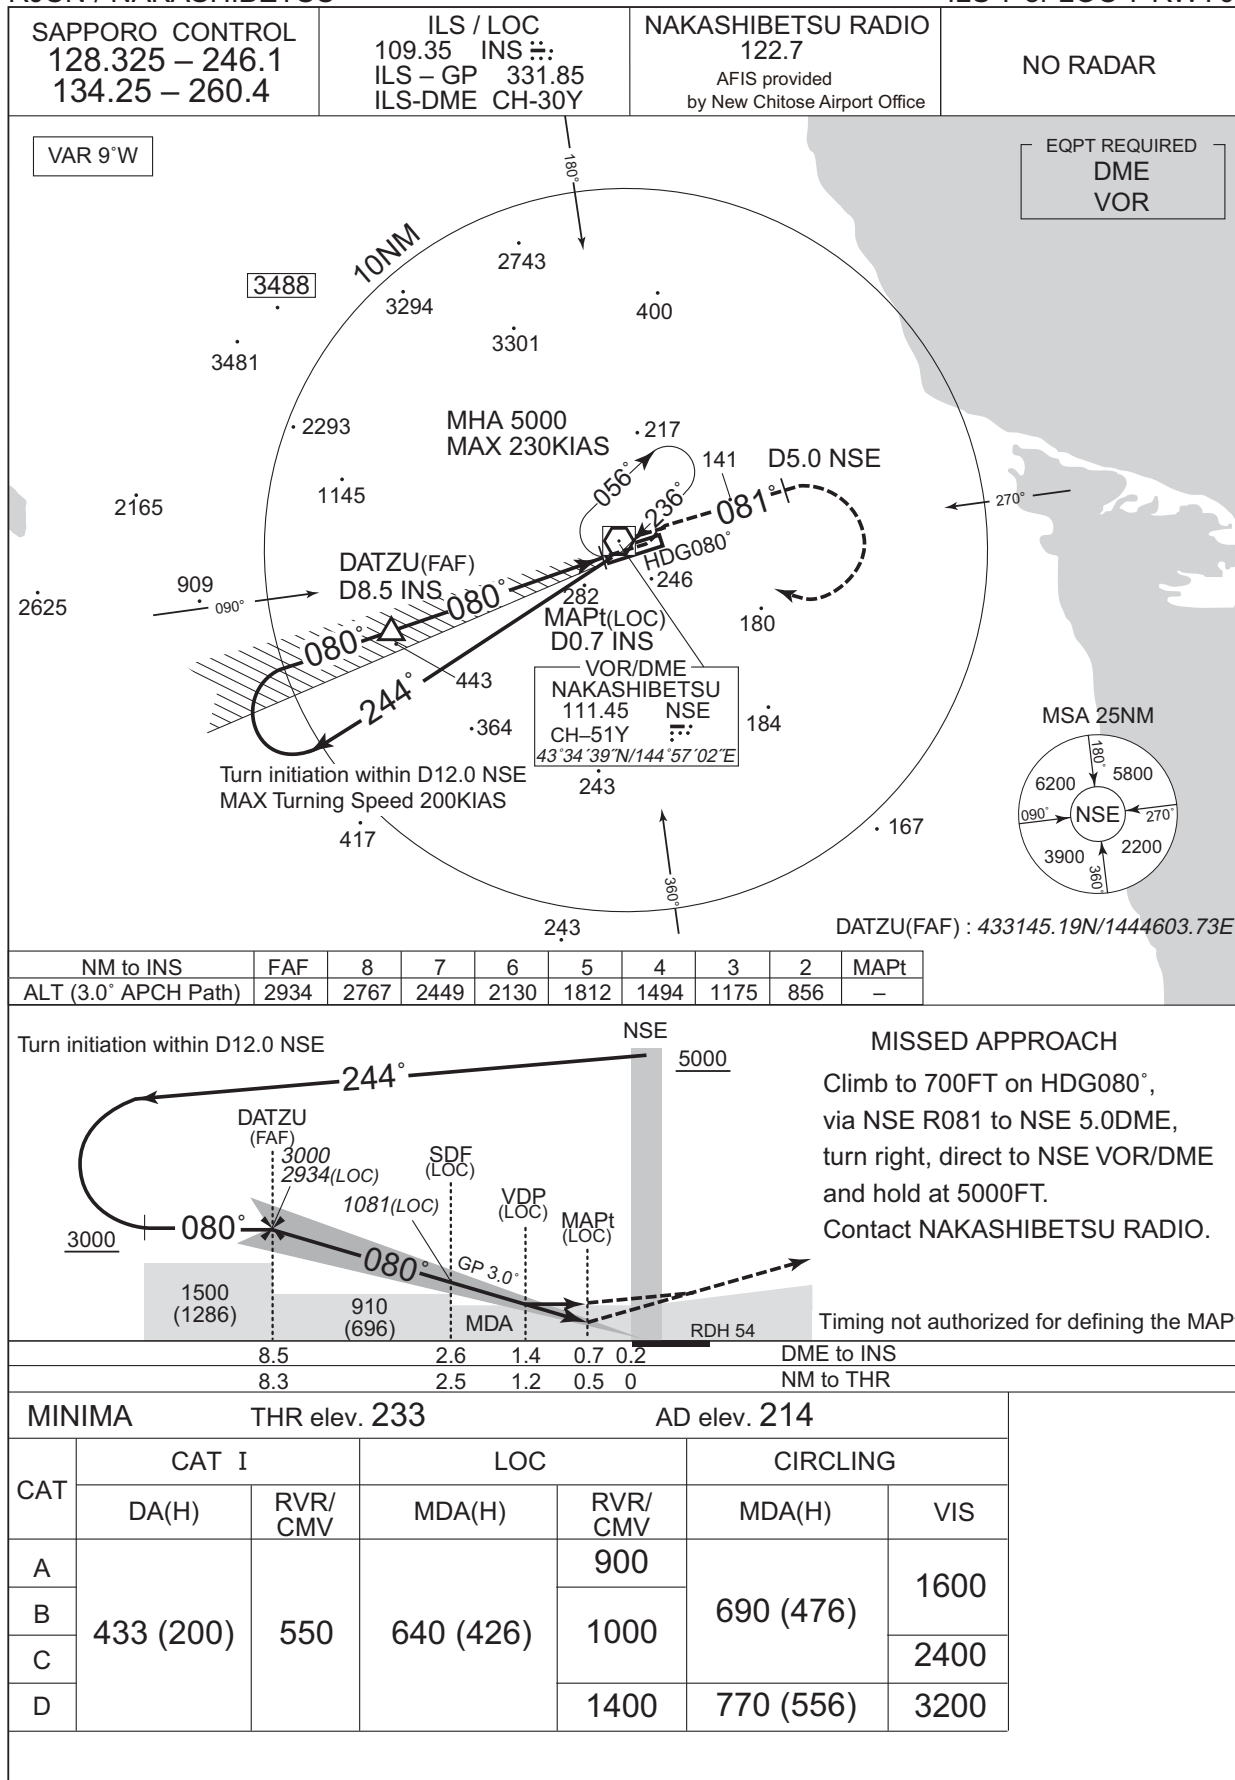 SAPPORO CONTROL
128.325 – 246.1
134.25 – 260.4
ILS / LOC
109.35 INS
ILS – GP 331.85
ILS-DME CH-30Y
NAKASHIBETSU RADIO
122.7
AFIS provided
by New Chitose Airport Office
NO RADAR
VAR 9°W
EQPT REQUIRED
DME
VOR
180°
10NM
2743
3488
3294
400
3301
3481
2293
MHA 5000
MAX 230KIAS
217
141
D5.0 NSE
056°
236°
081°
270°
1145
2165
DATZU(FAF)
D8.5 INS
HDG080°
246
909
090°
2625
080°
282
MAPt(LOC)
D0.7 INS
180
080°
443
244°
VOR/DME
NAKASHIBETSU
111.45 NSE
CH–51Y
43°34′39″N/144°57′02″E
364
184
Turn initiation within D12.0 NSE
MAX Turning Speed 200KIAS
243
417
167
360°
243
MSA 25NM
180°
6200
5800
090°
NSE
270°
3900
2200
360°
DATZU(FAF) : 433145.19N/1444603.73E
NM to INS FAF 8 7 6 5 4 3 2 MAPt
ALT (3.0° APCH Path) 2934 2767 2449 2130 1812 1494 1175 856 –
Turn initiation within D12.0 NSE
NSE
5000
244°
DATZU
(FAF)
3000
2934(LOC)
SDF
(LOC)
1081(LOC)
VDP
(LOC)
MAPt
(LOC)
3000
080°
080°
GP 3.0°
1500
(1286)
910
(696)
MDA
RDH 54
MISSED APPROACH
Climb to 700FT on HDG080°,
via NSE R081 to NSE 5.0DME,
turn right, direct to NSE VOR/DME
and hold at 5000FT.
Contact NAKASHIBETSU RADIO.
Timing not authorized for defining the MAP
8.5 2.6 1.4 0.7 0.2 DME to INS
8.3 2.5 1.2 0.5 0 NM to THR
MINIMA THR elev. 233 AD elev. 214
CAT CAT I LOC CIRCLING
DA(H) RVR/CMV MDA(H) RVR/CMV MDA(H) VIS
A 433 (200) 550 640 (426) 900 690 (476) 1600
B 1000
C 2400
D 1400 770 (556) 3200